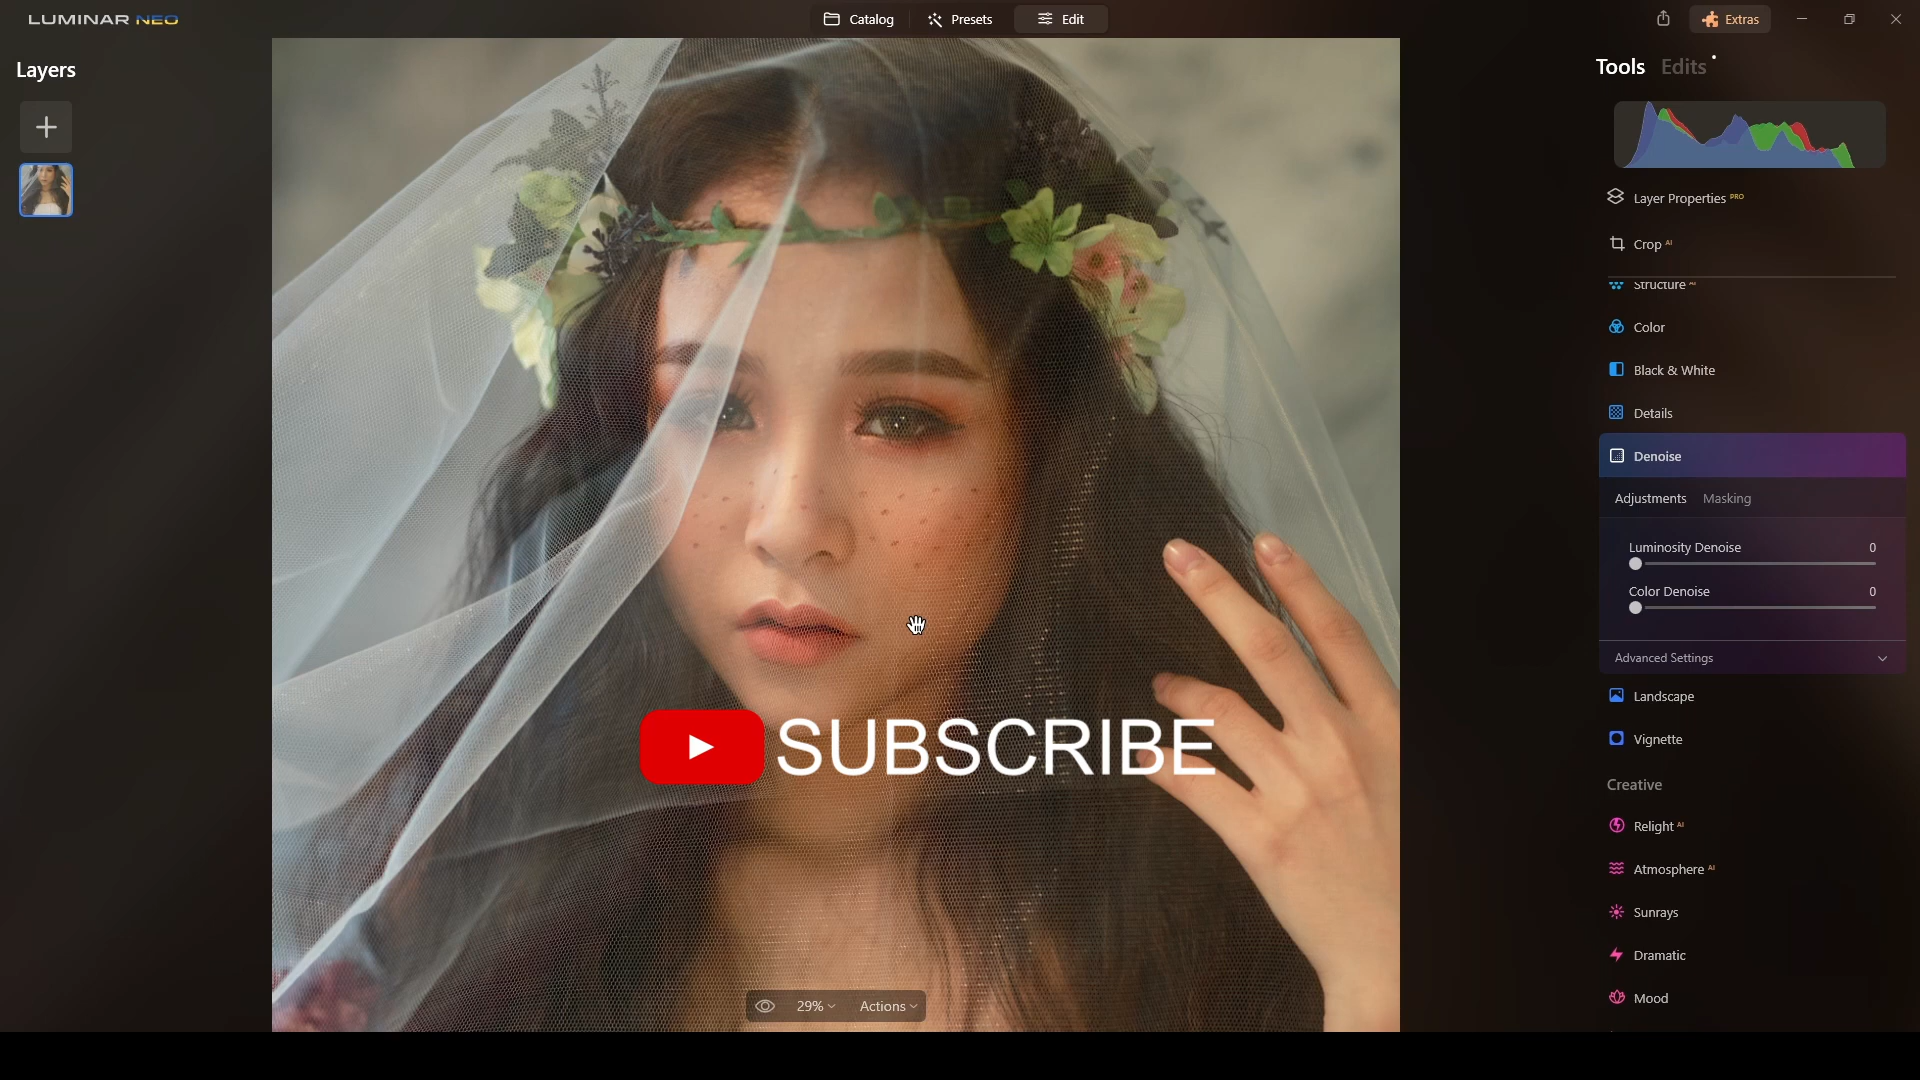 LUMINAR NEO
Catalog
Presets
Edit
Extras
Layers
Tools
Edits
Layer Properties PRO
Crop AI
Structure AI
Color
Black & White
Details
Denoise
Adjustments
Masking
Luminosity Denoise 0
Color Denoise 0
Advanced Settings
Landscape
Vignette
Creative
Relight AI
Atmosphere AI
Sunrays
Dramatic
Mood
SUBSCRIBE
29%
Actions